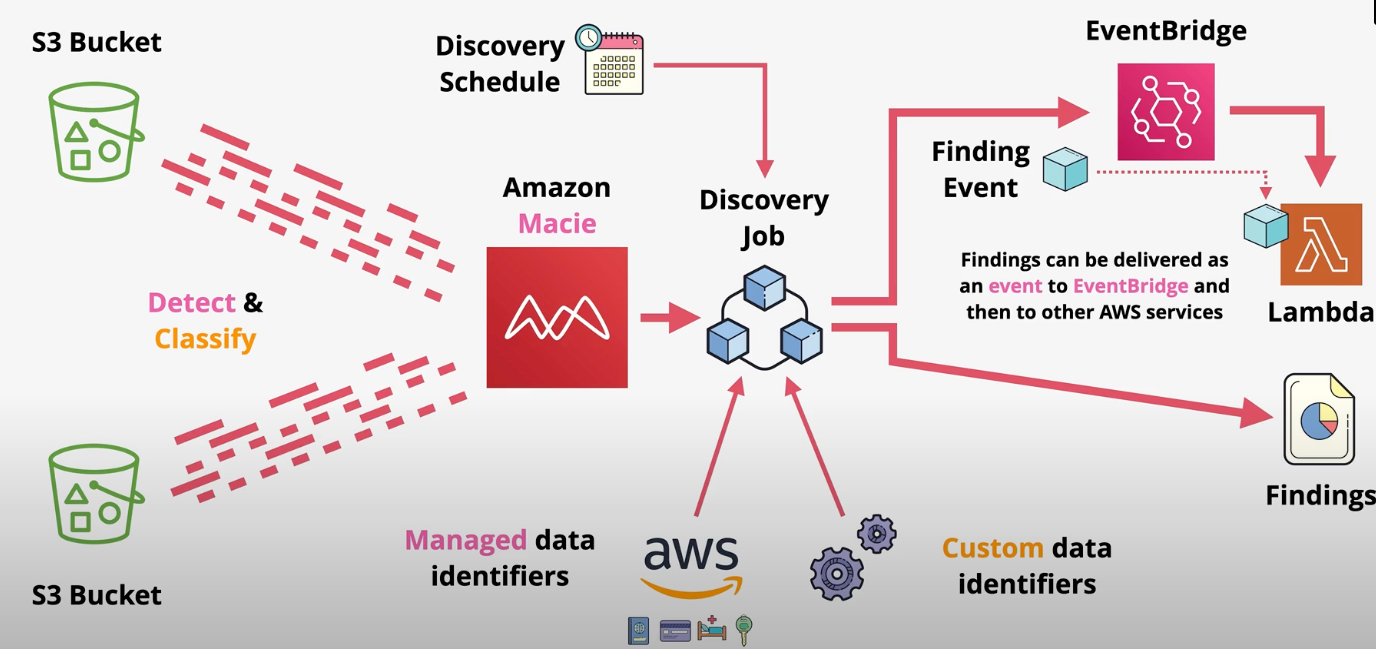 S3 Bucket
Discovery
Schedule
EventBridge
Finding
Event
Amazon
Macie
Discovery
Job
Findings can be delivered as
an event to EventBridge and
then to other AWS services
Lambda
Detect &
Classify
Findings
S3 Bucket
Managed data
identifiers
aws
Custom data
identifiers